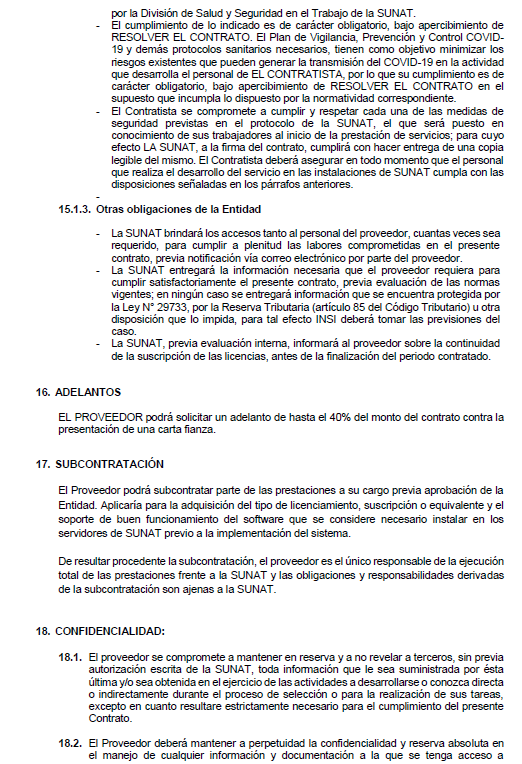 por la División de Salud y Seguridad en el Trabajo de la SUNAT.
- El cumplimiento de lo indicado es de carácter obligatorio, bajo apercibimiento de
RESOLVER EL CONTRATO. El Plan de Vigilancia, Prevención y Control COVID-
19 y demás protocolos sanitarios necesarios, tienen como objetivo minimizar los
riesgos existentes que pueden generar la transmisión del COVID-19 en la actividad
que desarrolla el personal de EL CONTRATISTA, por lo que su cumplimiento es de
carácter obligatorio, bajo apercibimiento de RESOLVER EL CONTRATO en el
supuesto que incumpla lo dispuesto por la normatividad correspondiente.
- El Contratista se compromete a cumplir y respetar cada una de las medidas de
seguridad previstas en el protocolo de la SUNAT, el que será puesto en
conocimiento de sus trabajadores al inicio de la prestación de servicios; para cuyo
efecto LA SUNAT, a la firma del contrato, cumplirá con hacer entrega de una copia
legible del mismo. El Contratista deberá asegurar en todo momento que el personal
que realiza el desarrollo del servicio en las instalaciones de SUNAT cumpla con las
disposiciones señaladas en los párrafos anteriores.
-
15.1.3. Otras obligaciones de la Entidad
- La SUNAT brindará los accesos tanto al personal del proveedor, cuantas veces sea
requerido, para cumplir a plenitud las labores comprometidas en el presente
contrato, previa notificación vía correo electrónico por parte del proveedor.
- La SUNAT entregará la información necesaria que el proveedor requiera para
cumplir satisfactoriamente el presente contrato, previa evaluación de las normas
vigentes; en ningún caso se entregará información que se encuentra protegida por
la Ley N° 29733, por la Reserva Tributaria (artículo 85 del Código Tributario) u otra
disposición que lo impida, para tal efecto INSI deberá tomar las previsiones del
caso.
- La SUNAT, previa evaluación interna, informará al proveedor sobre la continuidad
de la suscripción de las licencias, antes de la finalización del periodo contratado.
16. ADELANTOS
EL PROVEEDOR podrá solicitar un adelanto de hasta el 40% del monto del contrato contra la
presentación de una carta fianza.
17. SUBCONTRATACIÓN
El Proveedor podrá subcontratar parte de las prestaciones a su cargo previa aprobación de la
Entidad. Aplicaría para la adquisición del tipo de licenciamiento, suscripción o equivalente y el
soporte de buen funcionamiento del software que se considere necesario instalar en los
servidores de SUNAT previo a la implementación del sistema.
De resultar procedente la subcontratación, el proveedor es el único responsable de la ejecución
total de las prestaciones frente a la SUNAT y las obligaciones y responsabilidades derivadas
de la subcontratación son ajenas a la SUNAT.
18. CONFIDENCIALIDAD:
18.1. El proveedor se compromete a mantener en reserva y a no revelar a terceros, sin previa
autorización escrita de la SUNAT, toda información que le sea suministrada por ésta
última y/o sea obtenida en el ejercicio de las actividades a desarrollarse o conozca directa
o indirectamente durante el proceso de selección o para la realización de sus tareas,
excepto en cuanto resultare estrictamente necesario para el cumplimiento del presente
Contrato.
18.2. El Proveedor deberá mantener a perpetuidad la confidencialidad y reserva absoluta en
el manejo de cualquier información y documentación a la que se tenga acceso a